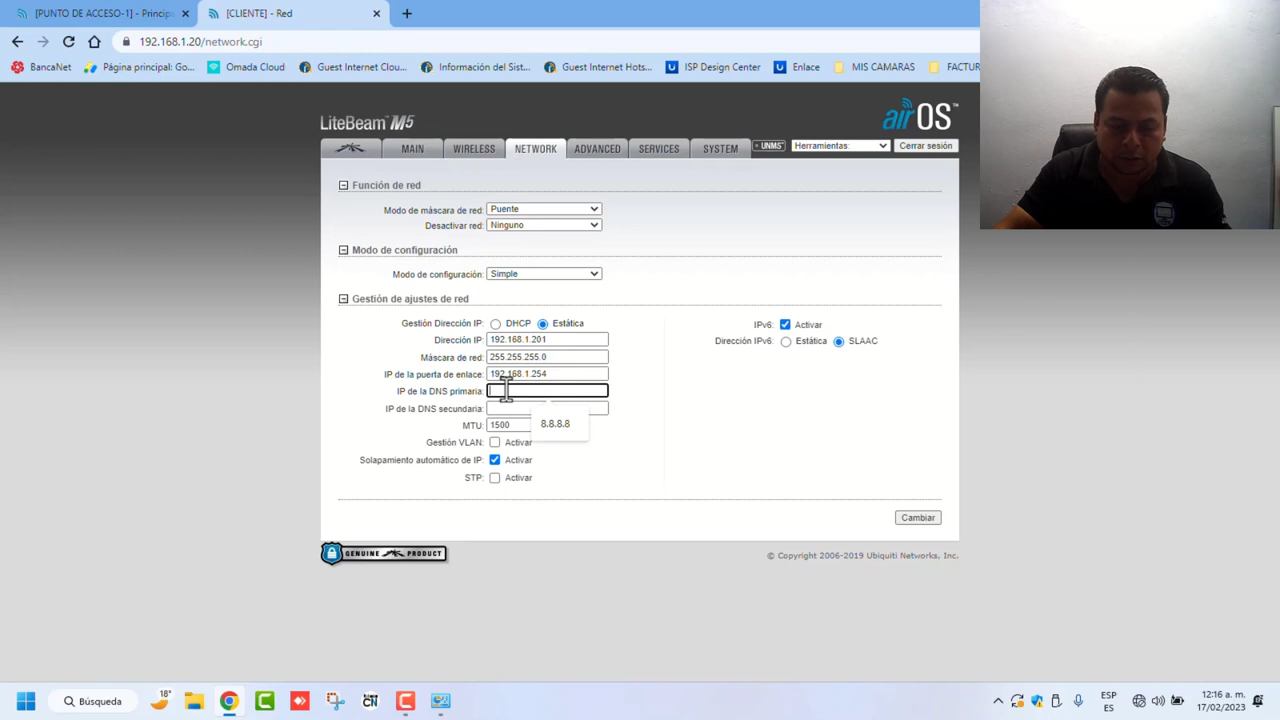 [PUNTO DE ACCESO-1] - Princip
[CLIENTE] - Red
192.168.1.20/network.cgi
BancaNet
Página principal: Go...
Omada Cloud
Guest Internet Clou...
Información del Sist...
Guest Internet Hots...
ISP Design Center
Enlace
MIS CAMARAS
FACTUR
LiteBeam M5
airOS™
MAIN
WIRELESS
NETWORK
ADVANCED
SERVICES
SYSTEM
UNMS™
Herramientas:
Cerrar sesión
Función de red
Modo de máscara de red: Puente
Desactivar red: Ninguno
Modo de configuración
Modo de configuración: Simple
Gestión de ajustes de red
Gestión Dirección IP: DHCP Estática
IPv6: Activar
Dirección IP: 192.168.1.201
Dirección IPv6: Estática SLAAC
Máscara de red: 255.255.255.0
IP de la puerta de enlace: 192.168.1.254
IP de la DNS primaria:
IP de la DNS secundaria:
8.8.8.8
MTU: 1500
Gestión VLAN: Activar
Solapamiento automático de IP: Activar
STP: Activar
Cambiar
GENUINE PRODUCT
© Copyright 2006-2019 Ubiquiti Networks, Inc.
Búsqueda
18°
CN
ESP
ES
12:16 a. m.
17/02/2023